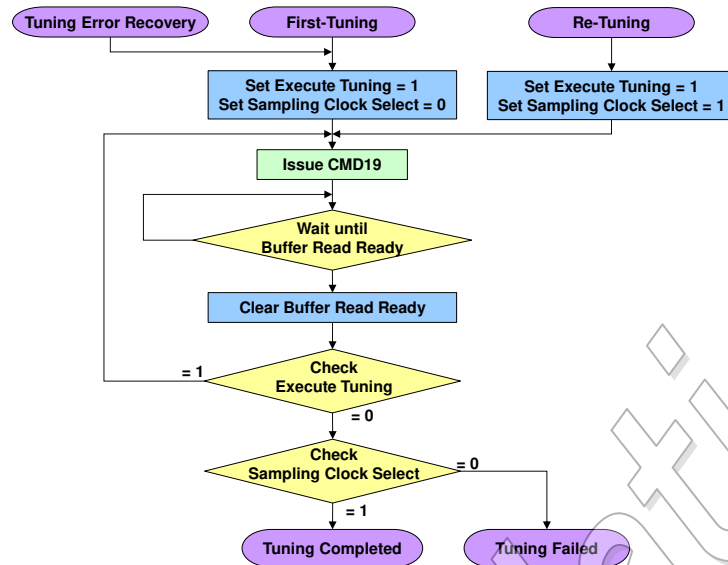 Tuning Error Recovery
First-Tuning
Re-Tuning
Set Execute Tuning = 1
Set Sampling Clock Select = 0
Set Execute Tuning = 1
Set Sampling Clock Select = 1
Issue CMD19
Wait until
Buffer Read Ready
Clear Buffer Read Ready
Check
Execute Tuning
= 1
= 0
Check
Sampling Clock Select
= 0
= 1
Tuning Completed
Tuning Failed